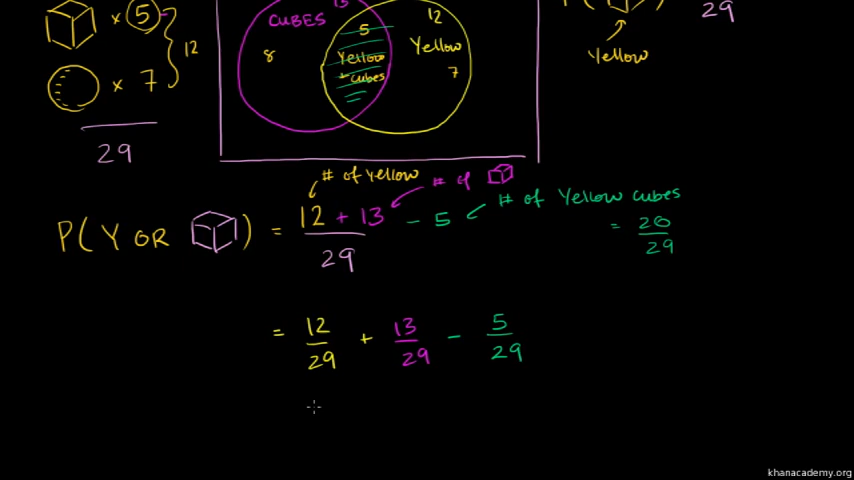 × 5
12
× 7
29
CUBES 13
8
5
Yellow
+ cubes
12
Yellow
7
29
Yellow
# of Yellow
# of
# of Yellow cubes
P( Y OR ) = 12 + 13 - 5
29
= 20
29
= 12/29 + 13/29 - 5/29
khanacademy.org